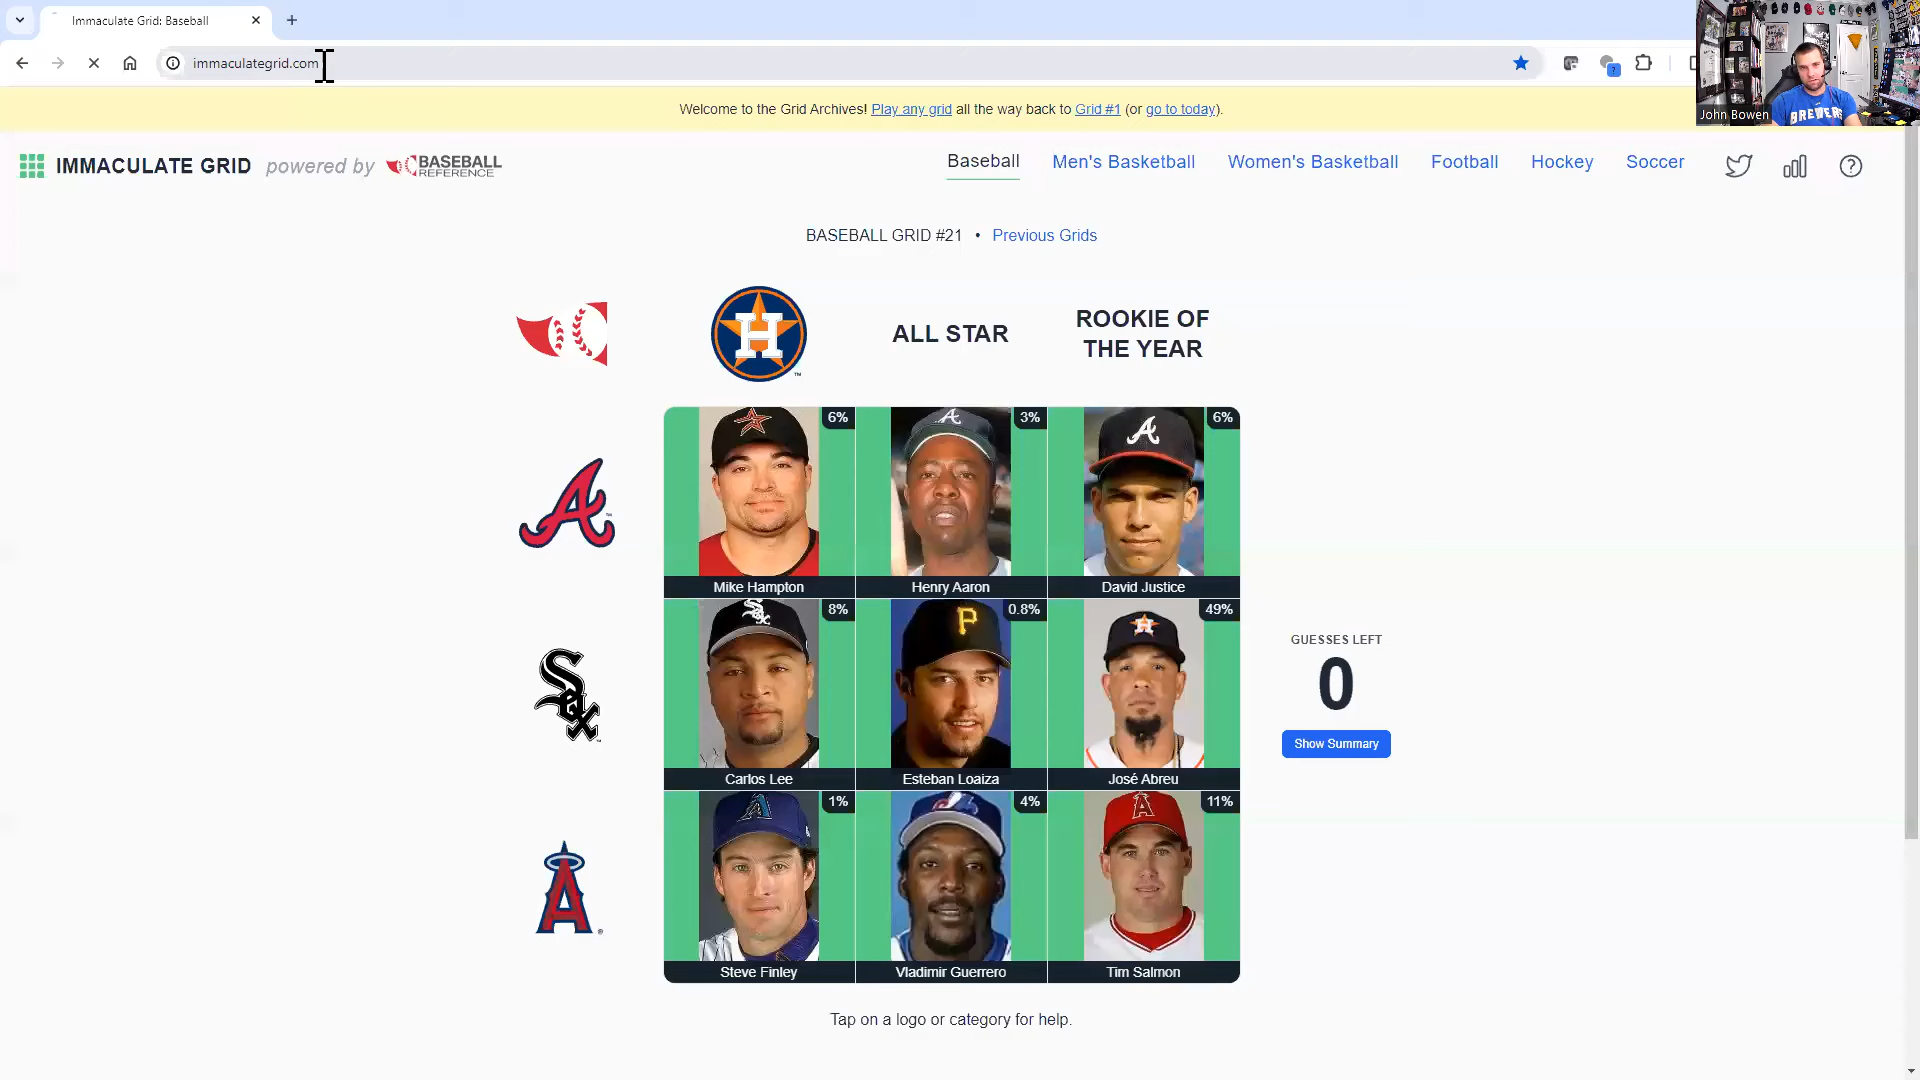 Immaculate Grid: Baseball
immaculategrid.com
Welcome to the Grid Archives! Play any grid all the way back to Grid #1 (or go to today).
John Bowen
BREWERS
IMMACULATE GRID powered by BASEBALL REFERENCE
Baseball
Men's Basketball
Women's Basketball
Football
Hockey
Soccer
BASEBALL GRID #21 • Previous Grids
H
ALL STAR
ROOKIE OF
THE YEAR
6%
3%
6%
Mike Hampton
Henry Aaron
David Justice
Sox
8%
0.8%
49%
Carlos Lee
Esteban Loaiza
José Abreu
GUESSES LEFT
0
Show Summary
A
1%
4%
11%
Steve Finley
Vladimir Guerrero
Tim Salmon
Tap on a logo or category for help.